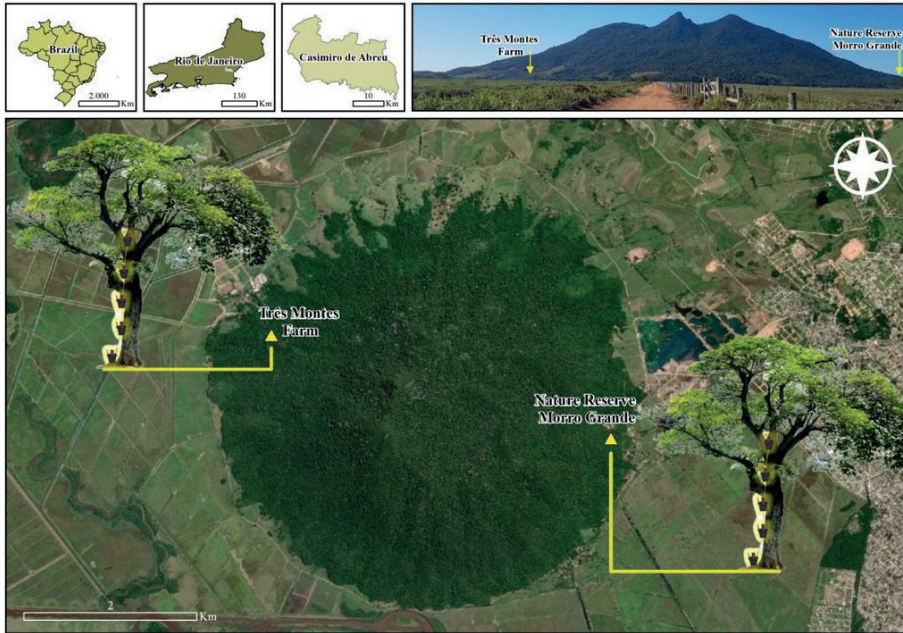 Brazil
2.000
Km
Rio de Janeiro
130
Km
Casimiro de Abreu
10
Km
Três Montes
Farm
Nature Reserve
Morro Grande
Três Montes
Farm
Nature Reserve
Morro Grande
2
Km